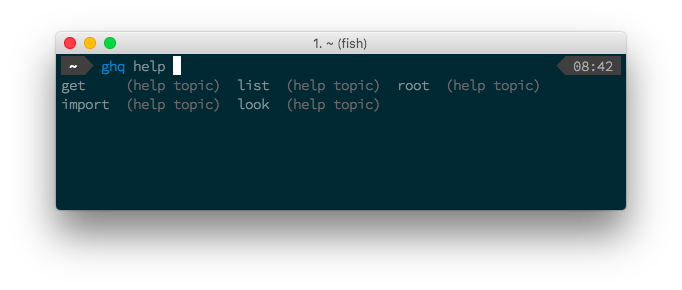 1. ~ (fish)
~ ghq help 08:42
get (help topic) list (help topic) root (help topic)
import (help topic) look (help topic)